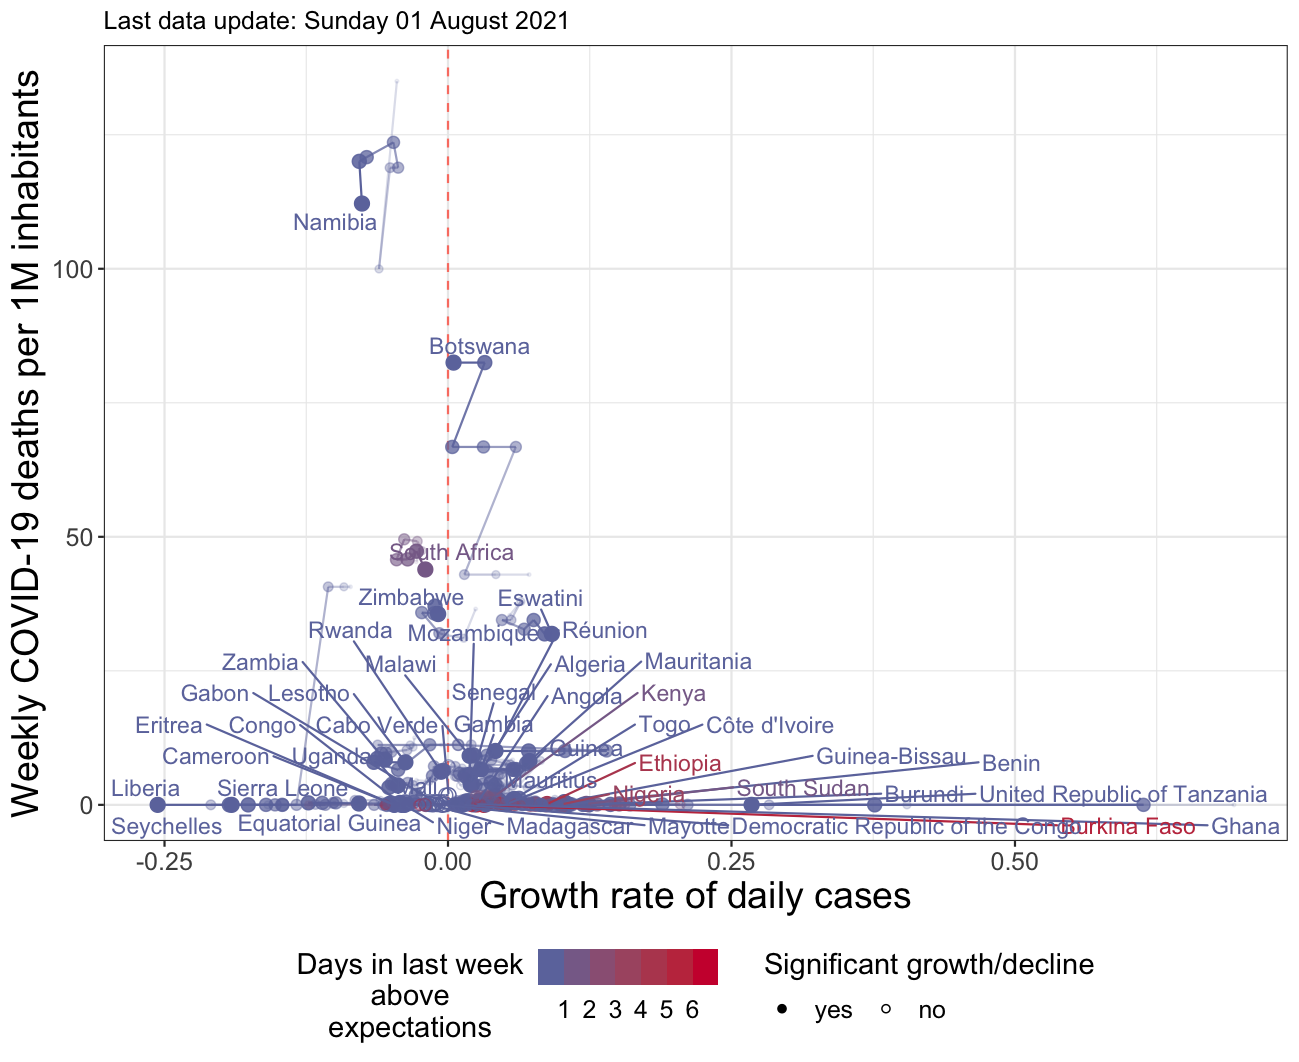 Last data update: Sunday 01 August 2021
Weekly COVID-19 deaths per 1M inhabitants
Namibia
100
Botswana
50
South Africa
Zimbabwe
Eswatini
Rwanda
Mozambique
Réunion
Zambia
Malawi
Algeria
Mauritania
Gabon
Lesotho
Senegal
Angola
Kenya
Eritrea
Congo
Cabo Verde
Gambia
Togo
Côte d'Ivoire
Cameroon
Uganda
Guinea
Ethiopia
Guinea-Bissau
Benin
Liberia
Sierra Leone
Mali
Mauritius
Nigeria
South Sudan
Burundi
United Republic of Tanzania
0
Seychelles
Equatorial Guinea
Niger
Madagascar
Mayotte
Democratic Republic of the Congo
Burkina Faso
Ghana
-0.25
0.00
0.25
0.50
Growth rate of daily cases
Days in last week
above
expectations
1 2 3 4 5 6
Significant growth/decline
yes
no